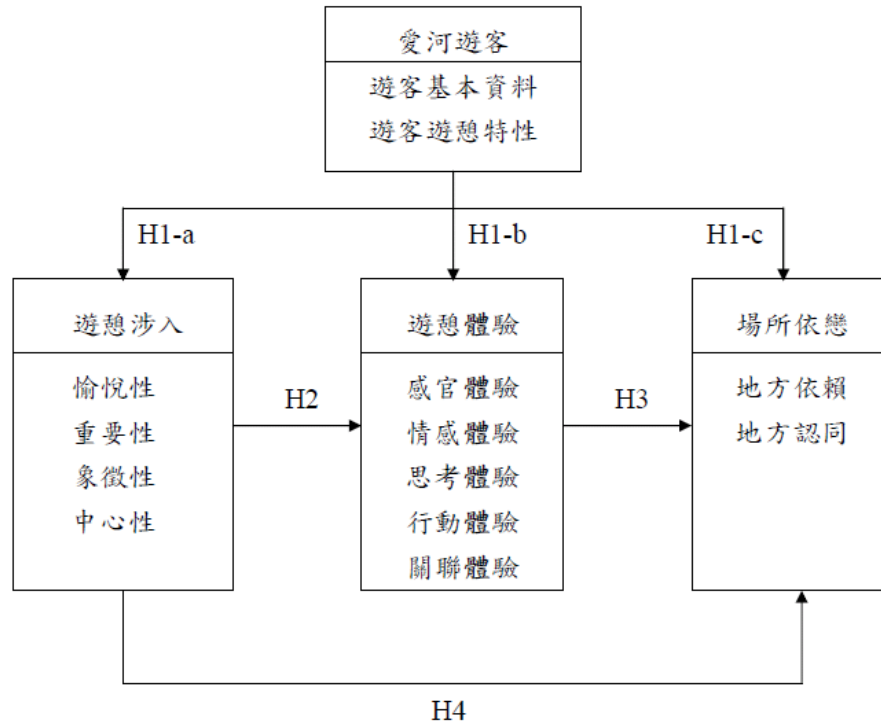 愛河遊客
遊客基本資料
遊客遊憩特性
H1-a
H1-b
H1-c
遊憩涉入
愉悅性
重要性
象徵性
中心性
H2
遊憩體驗
感官體驗
情感體驗
思考體驗
行動體驗
關聯體驗
H3
場所依戀
地方依賴
地方認同
H4